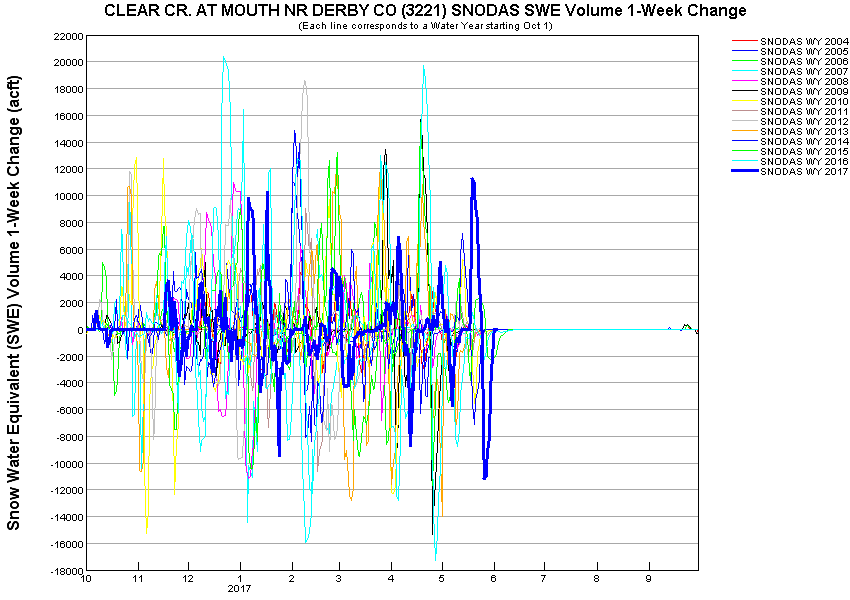 CLEAR CR. AT MOUTH NR DERBY CO (3221) SNODAS SWE Volume 1-Week Change
(Each line corresponds to a Water Year starting Oct 1)
Snow Water Equivalent (SWE) Volume 1-Week Change (acft)
22000
20000
18000
16000
14000
12000
10000
8000
6000
4000
2000
0
-2000
-4000
-6000
-8000
-10000
-12000
-14000
-16000
-18000
10 11 12 1 2 3 4 5 6 7 8 9
2017
SNODAS WY 2004
SNODAS WY 2005
SNODAS WY 2006
SNODAS WY 2007
SNODAS WY 2008
SNODAS WY 2009
SNODAS WY 2010
SNODAS WY 2011
SNODAS WY 2012
SNODAS WY 2013
SNODAS WY 2014
SNODAS WY 2015
SNODAS WY 2016
SNODAS WY 2017